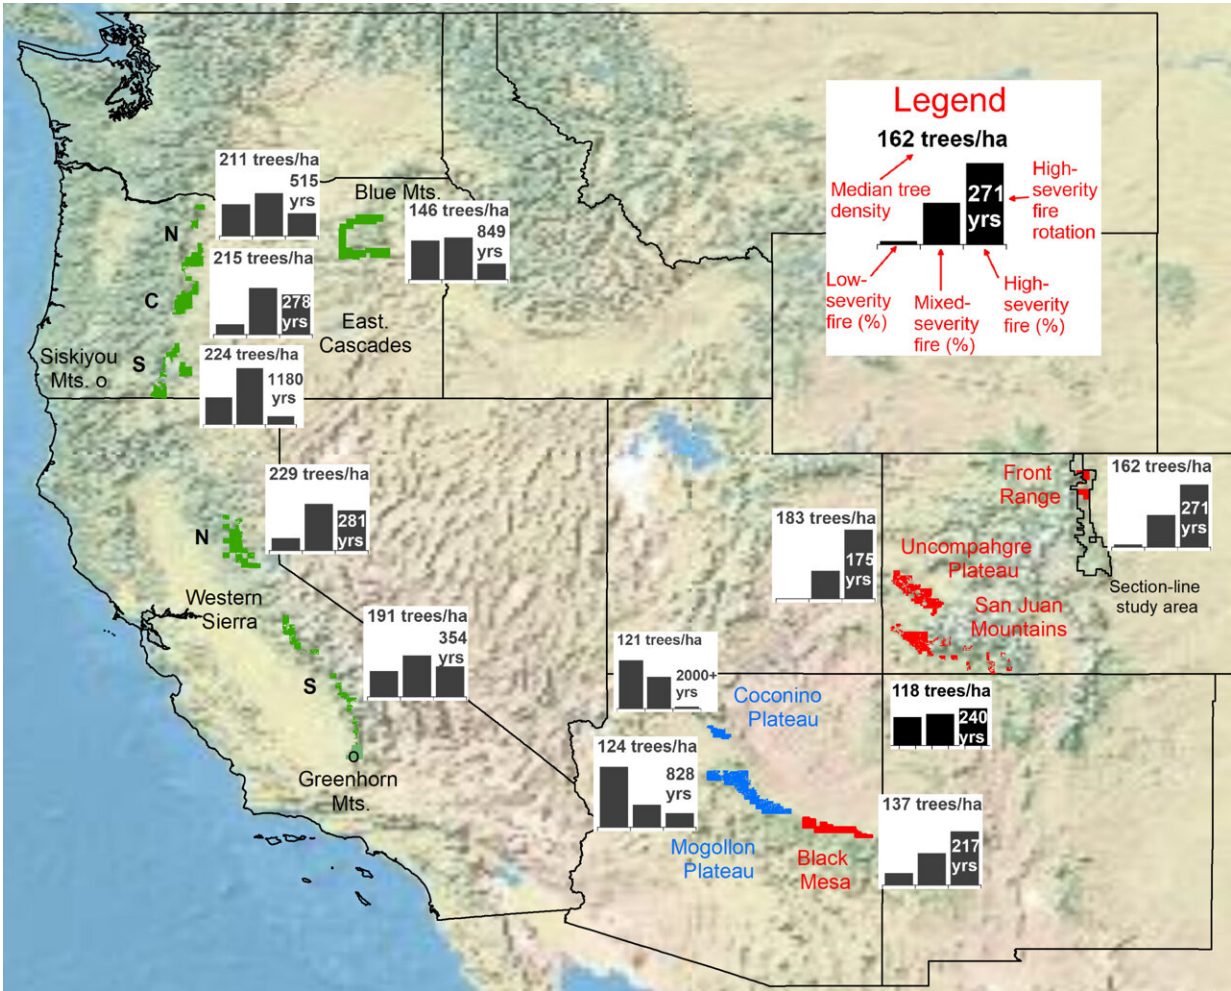 Legend
162 trees/ha
Median tree
density
271
yrs
High-
severity
fire
rotation
Low-
severity
fire (%)
Mixed-
severity
fire (%)
High-
severity
fire (%)
211 trees/ha
515
yrs
Blue Mts.
146 trees/ha
849
yrs
N
215 trees/ha
278
yrs
C
East.
Cascades
Siskiyou
Mts. o
S
224 trees/ha
1180
yrs
229 trees/ha
281
yrs
N
Western
Sierra
191 trees/ha
354
yrs
S
o
Greenhorn
Mts.
Front
Range
162 trees/ha
271
yrs
Section-line
study area
183 trees/ha
175
yrs
Uncompahgre
Plateau
San Juan
Mountains
121 trees/ha
2000+
yrs
Coconino
Plateau
118 trees/ha
240
yrs
124 trees/ha
828
yrs
Mogollon
Plateau
Black
Mesa
137 trees/ha
217
yrs